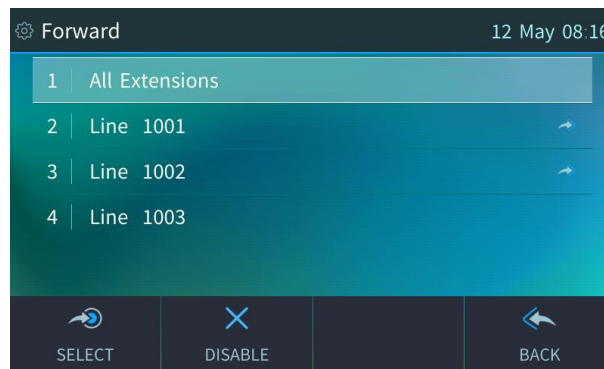 Forward 12 May 08:16
1 All Extensions
2 Line 1001
3 Line 1002
4 Line 1003
SELECT DISABLE BACK